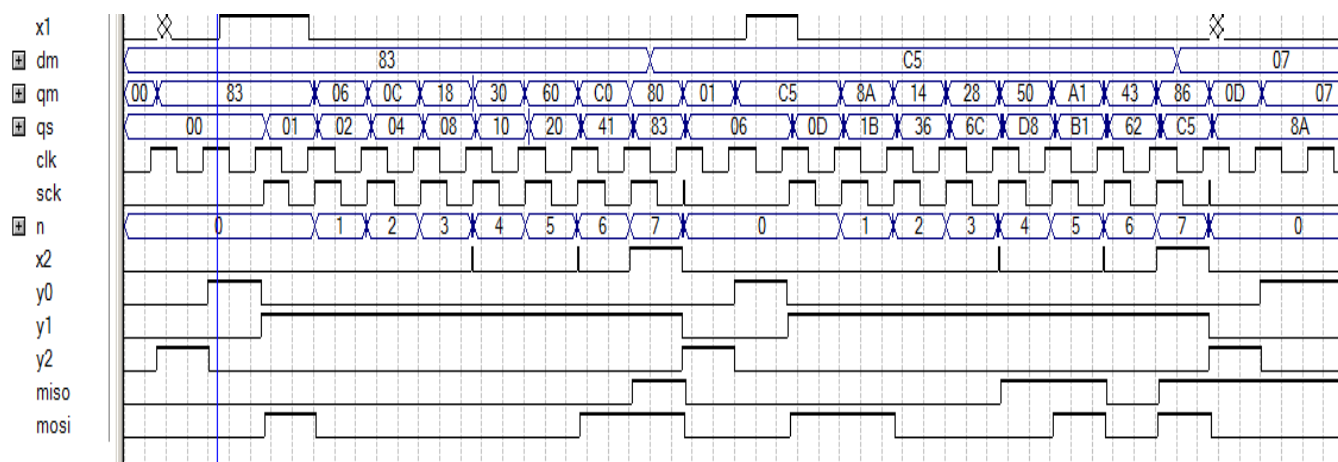 x1
dm 83 C5 07
qm 00 83 06 0C 18 30 60 C0 80 01 C5 8A 14 28 50 A1 43 86 0D 07
qs 00 01 02 04 08 10 20 41 83 06 0D 1B 36 6C D8 B1 62 C5 8A
clk
sck
n 0 1 2 3 4 5 6 7 0 1 2 3 4 5 6 7 0
x2
y0
y1
y2
miso
mosi